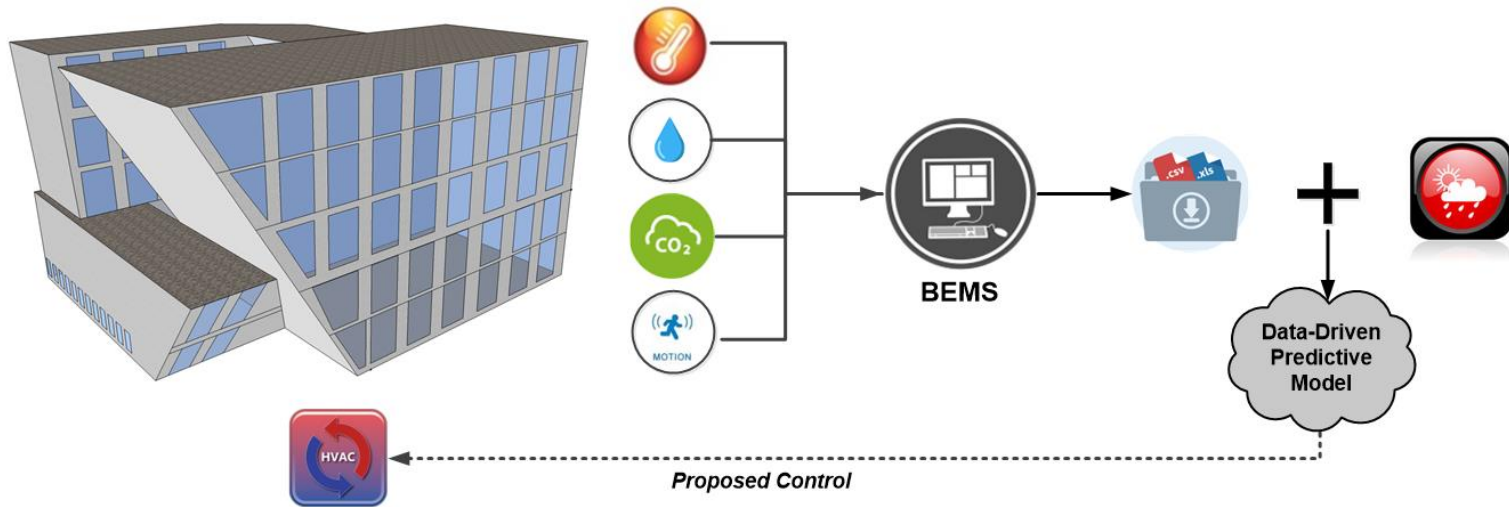 CO2
MOTION
BEMS
.csv
.xls
Data-Driven
Predictive
Model
HVAC
Proposed Control